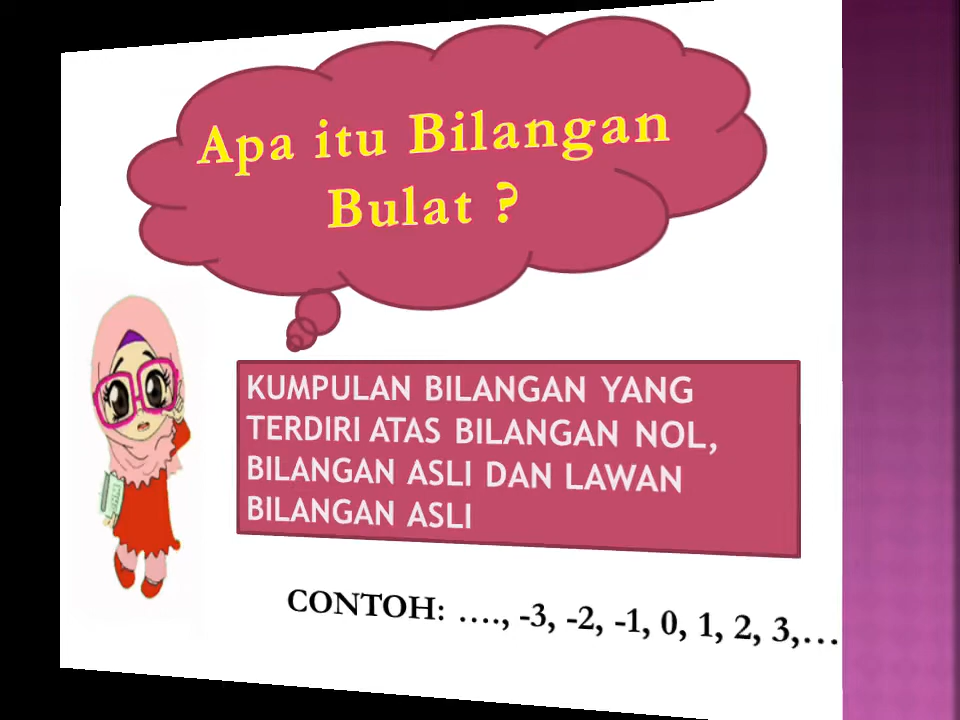 Apa itu Bilangan
Bulat ?
KUMPULAN BILANGAN YANG
TERDIRI ATAS BILANGAN NOL,
BILANGAN ASLI DAN LAWAN
BILANGAN ASLI
CONTOH: …., -3, -2, -1, 0, 1, 2, 3,…